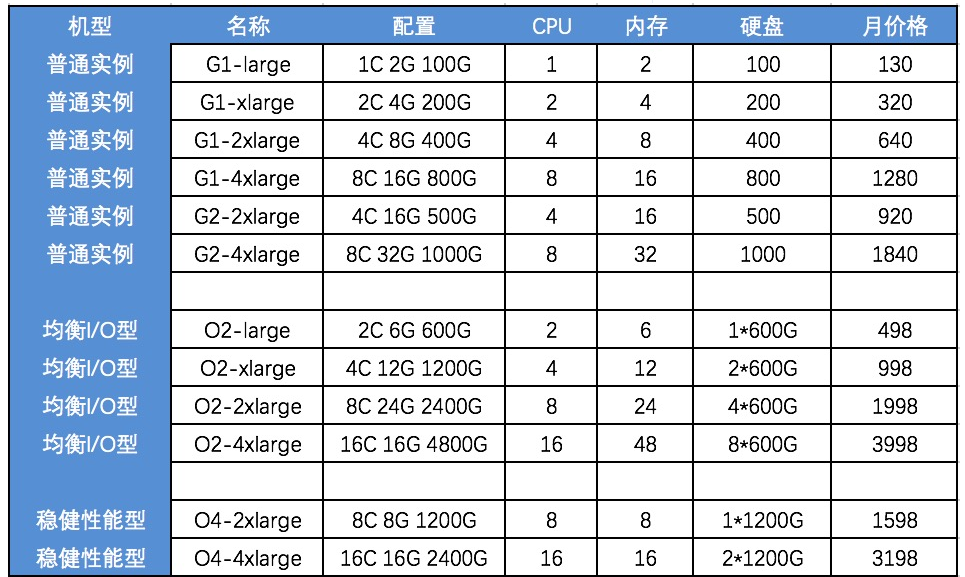 机型 名称 配置 CPU 内存 硬盘 月价格
普通实例 G1-large 1C 2G 100G 1 2 100 130
普通实例 G1-xlarge 2C 4G 200G 2 4 200 320
普通实例 G1-2xlarge 4C 8G 400G 4 8 400 640
普通实例 G1-4xlarge 8C 16G 800G 8 16 800 1280
普通实例 G2-2xlarge 4C 16G 500G 4 16 500 920
普通实例 G2-4xlarge 8C 32G 1000G 8 32 1000 1840
均衡I/O型 O2-large 2C 6G 600G 2 6 1*600G 498
均衡I/O型 O2-xlarge 4C 12G 1200G 4 12 2*600G 998
均衡I/O型 O2-2xlarge 8C 24G 2400G 8 24 4*600G 1998
均衡I/O型 O2-4xlarge 16C 16G 4800G 16 48 8*600G 3998
稳健性能型 O4-2xlarge 8C 8G 1200G 8 8 1*1200G 1598
稳健性能型 O4-4xlarge 16C 16G 2400G 16 16 2*1200G 3198